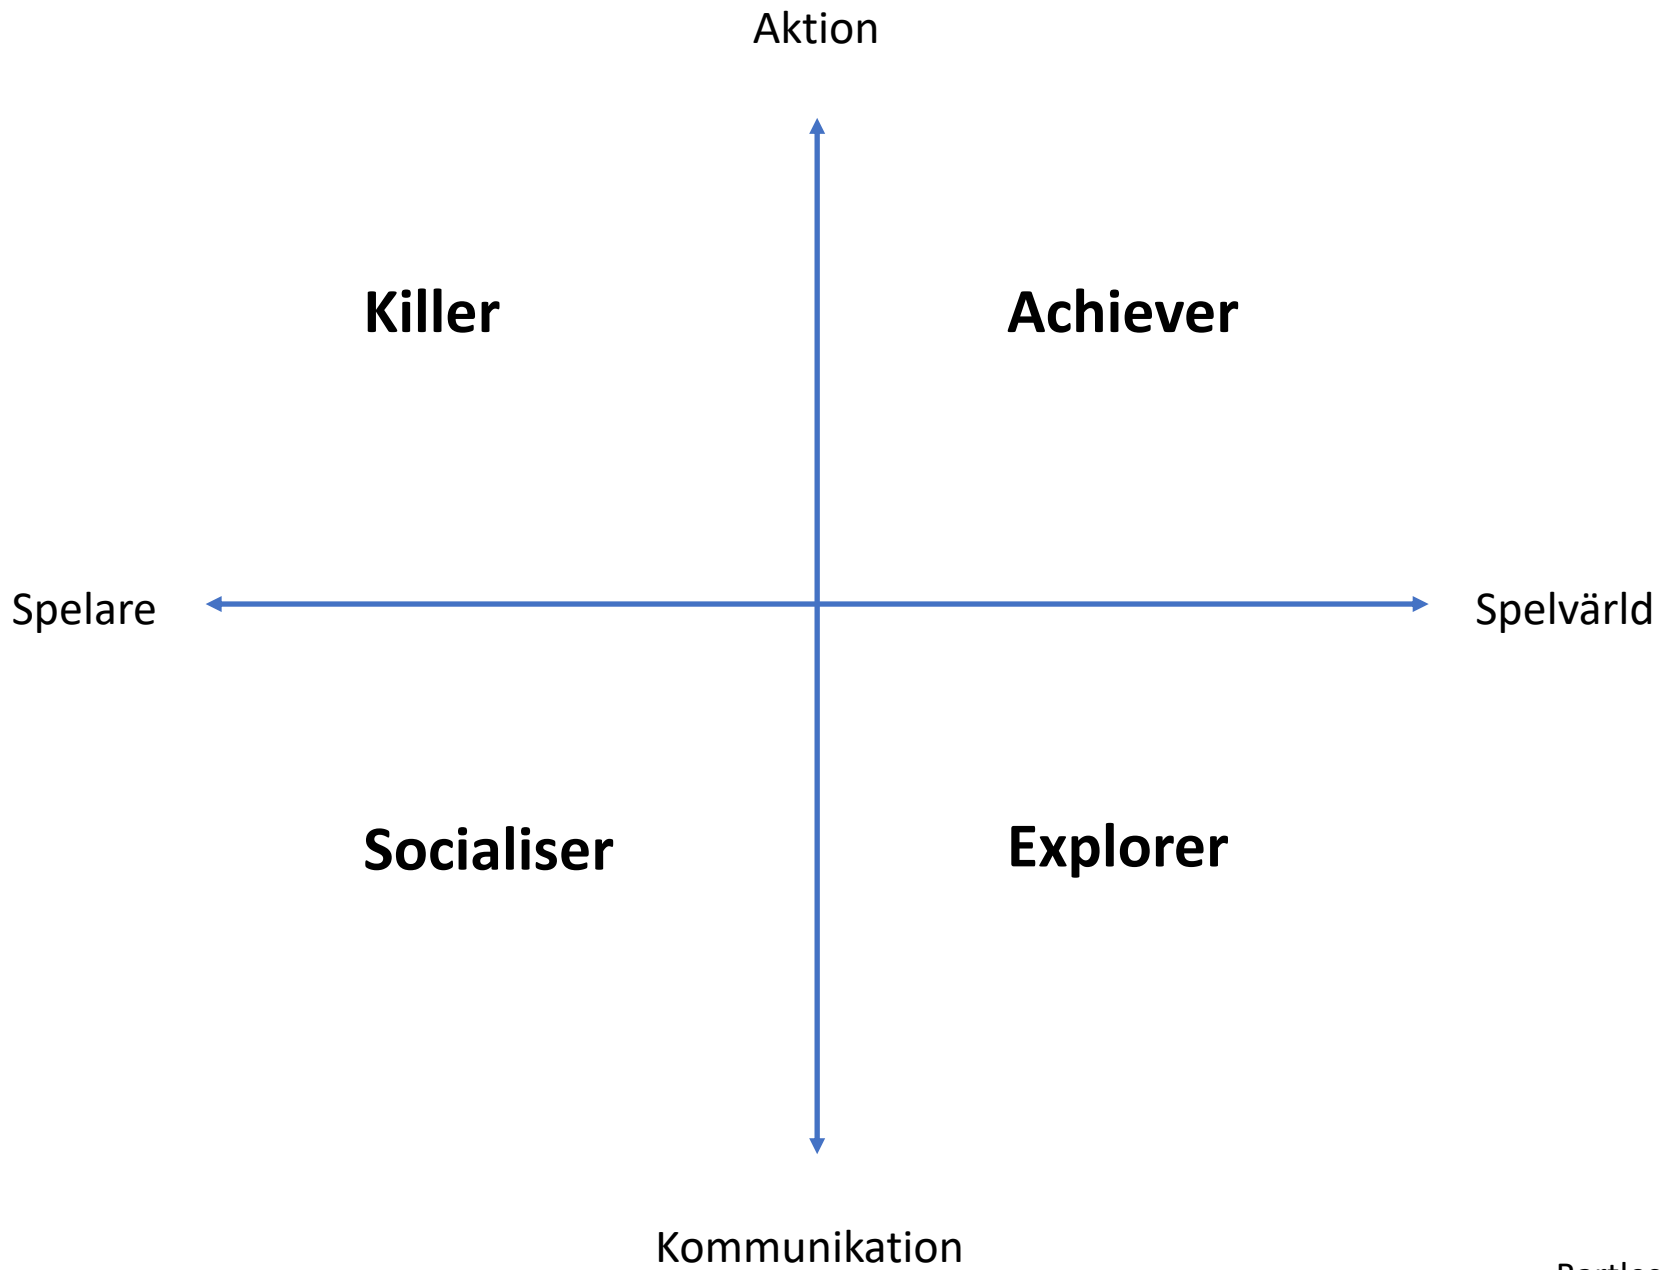 Aktion
Killer
Achiever
Spelare
Spelvärld
Socialiser
Explorer
Kommunikation